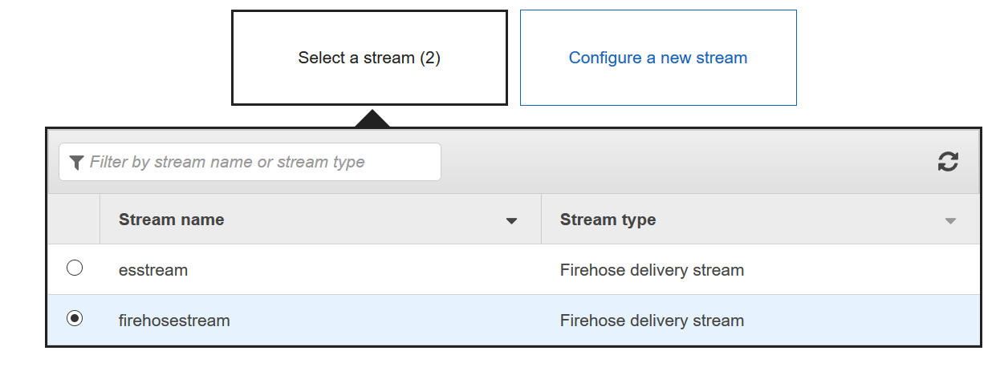 Select a stream (2)
Configure a new stream
Filter by stream name or stream type
Stream name
Stream type
esstream
Firehose delivery stream
firehosestream
Firehose delivery stream